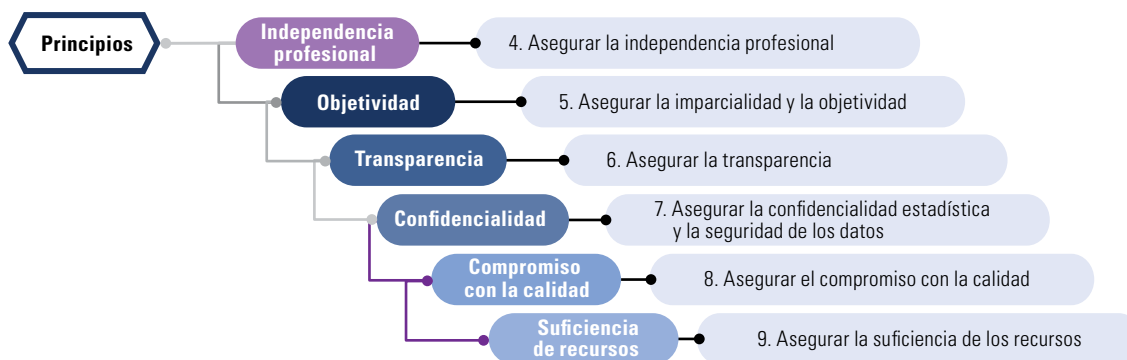 Principios
Independencia
profesional
4. Asegurar la independencia profesional
Objetividad
5. Asegurar la imparcialidad y la objetividad
Transparencia
6. Asegurar la transparencia
Confidencialidad
7. Asegurar la confidencialidad estadística
y la seguridad de los datos
Compromiso
con la calidad
8. Asegurar el compromiso con la calidad
Suficiencia
de recursos
9. Asegurar la suficiencia de los recursos